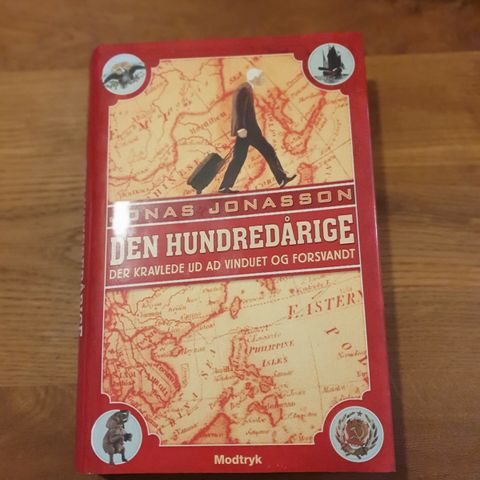 JONAS JONASSON
DEN HUNDREDÅRIGE
DER KRAVLEDE UD AD VINDUET OG FORSVANDT
EASTERN
PHILIPPINE
ISLES
Modtryk